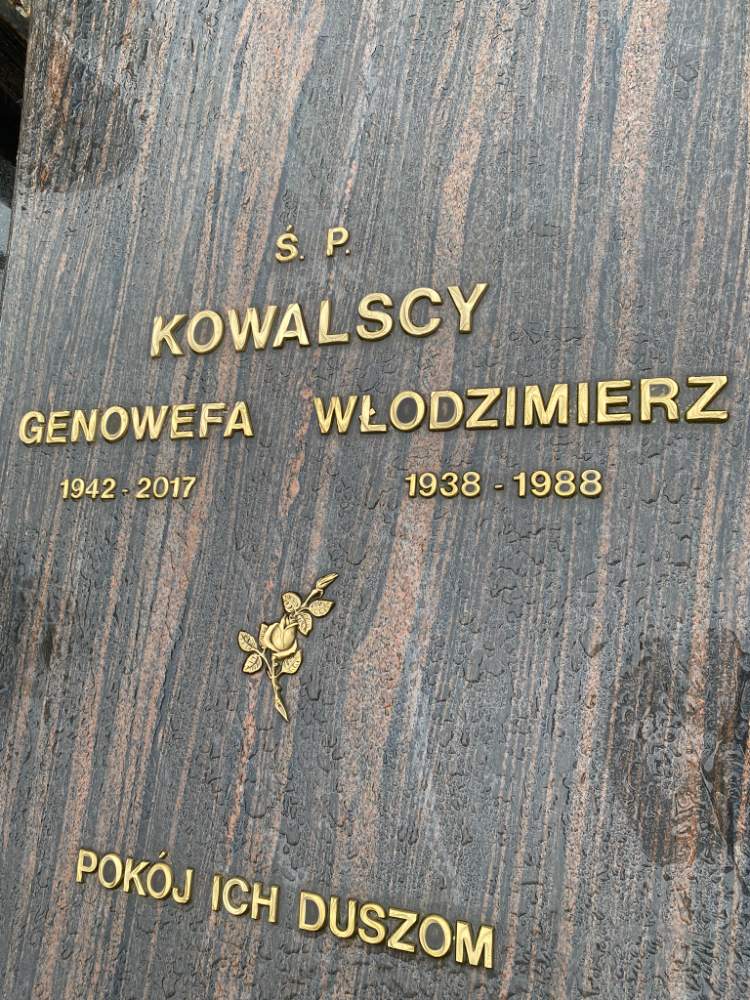 Ś. P.
KOWALSCY
GENOWEFA WŁODZIMIERZ
1942 - 2017 1938 - 1988
POKÓJ ICH DUSZOM